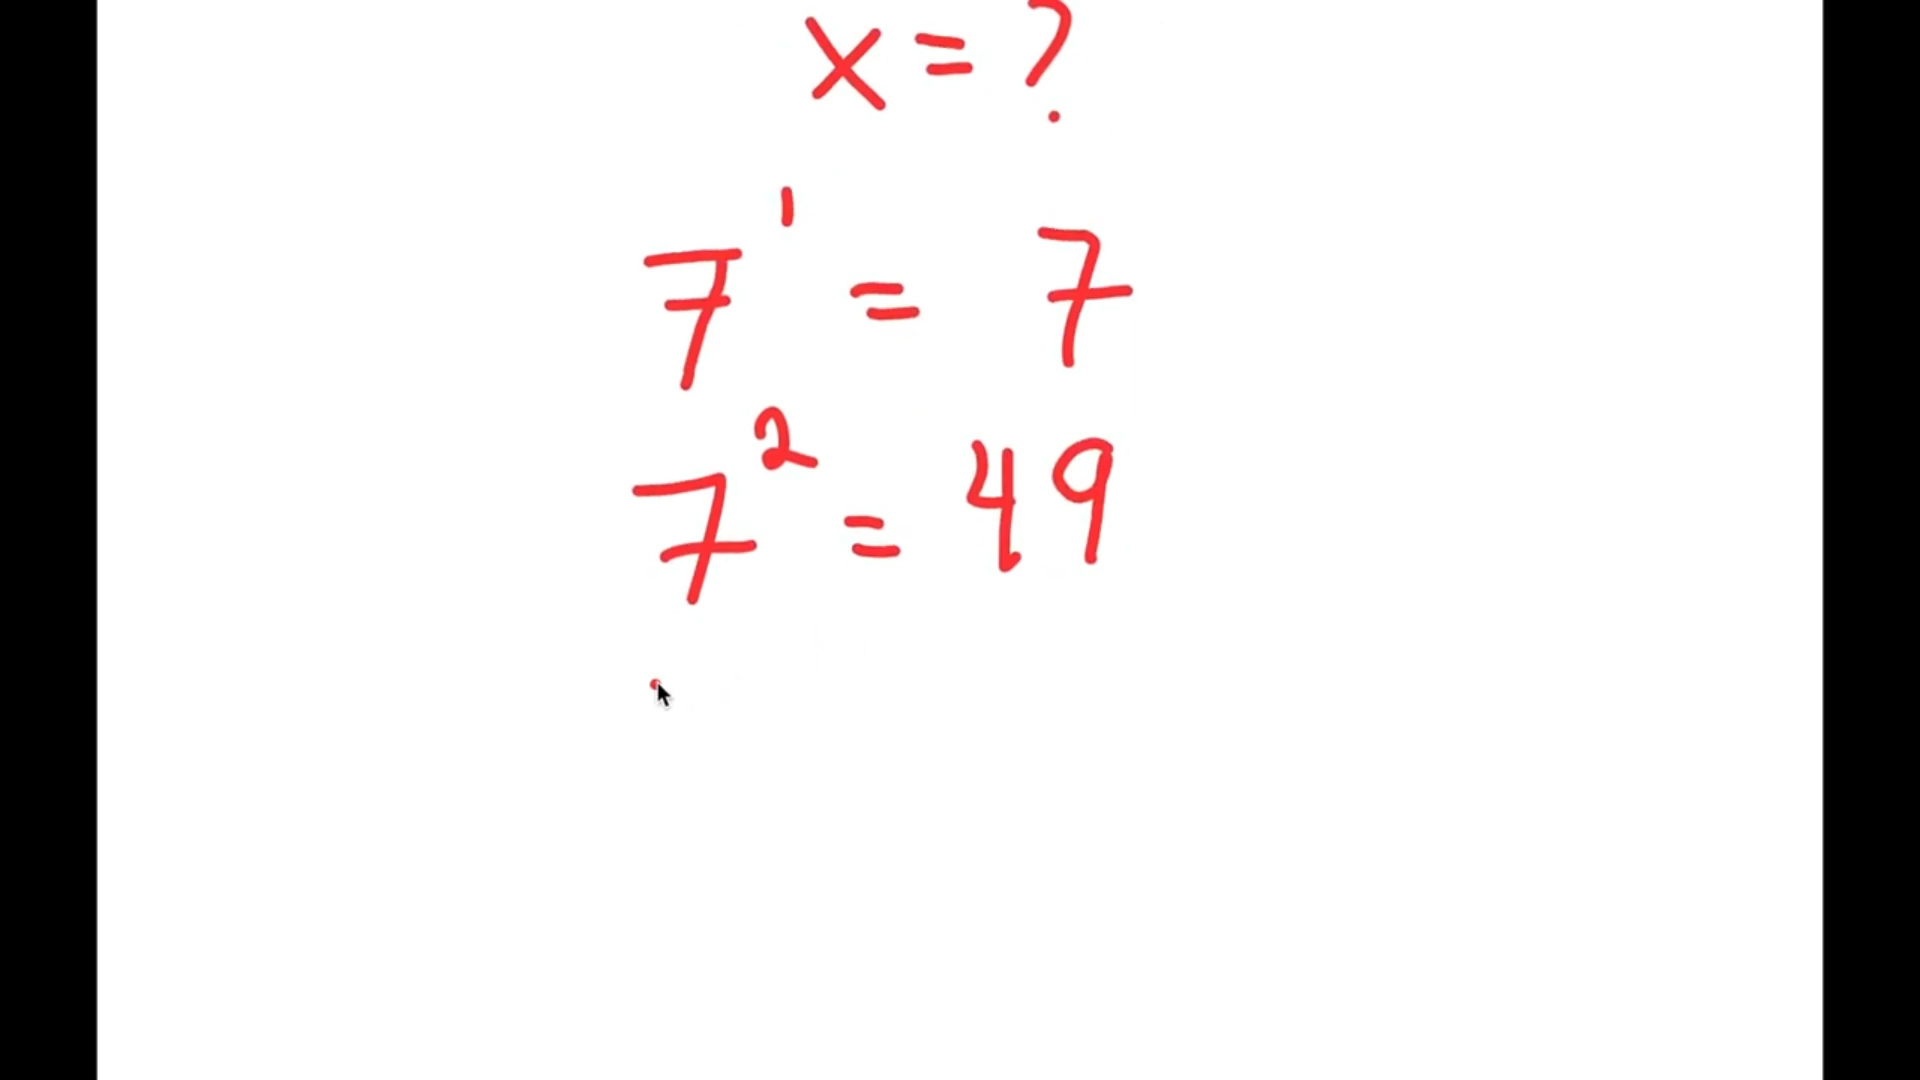 x = ?
7¹ = 7
7² = 49